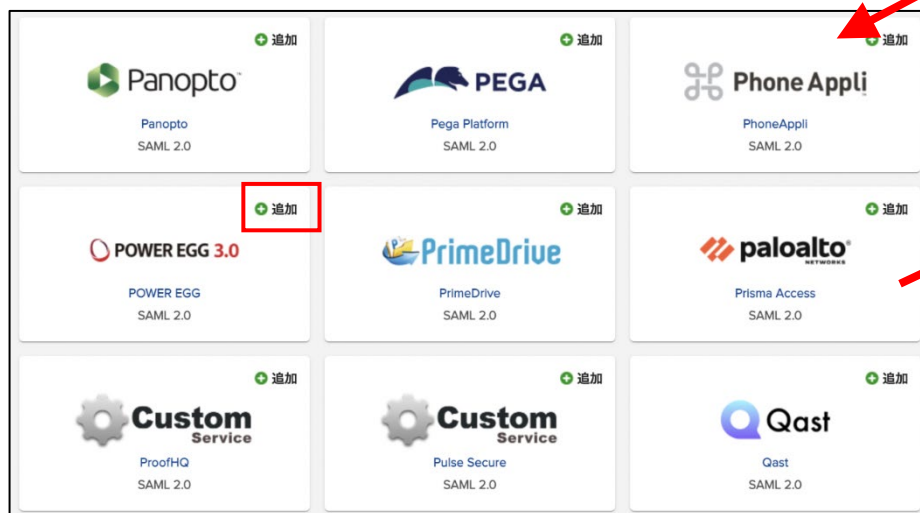 追加 追加 追加
Panopto PEGA Phone Appli
Panopto Pega Platform PhoneAppli
SAML 2.0 SAML 2.0 SAML 2.0
追加 追加 追加
POWER EGG 3.0 PrimeDrive paloalto
NETWORKS
POWER EGG PrimeDrive Prisma Access
SAML 2.0 SAML 2.0 SAML 2.0
追加 追加 追加
Custom Custom Qast
Service Service
ProofHQ Pulse Secure Qast
SAML 2.0 SAML 2.0 SAML 2.0